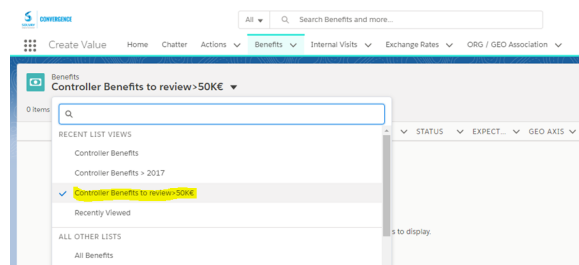 CONVERGENCE
All
Search Benefits and more...
Create Value Home Chatter Actions Benefits Internal Visits Exchange Rates ORG / GEO Association
Benefits
Controller Benefits to review>50K€
0 items
RECENT LIST VIEWS
STATUS EXPECT... GEO AXIS
Controller Benefits
Controller Benefits > 2017
Controller Benefits to review>50K€
Recently Viewed
s to display.
ALL OTHER LISTS
All Benefits